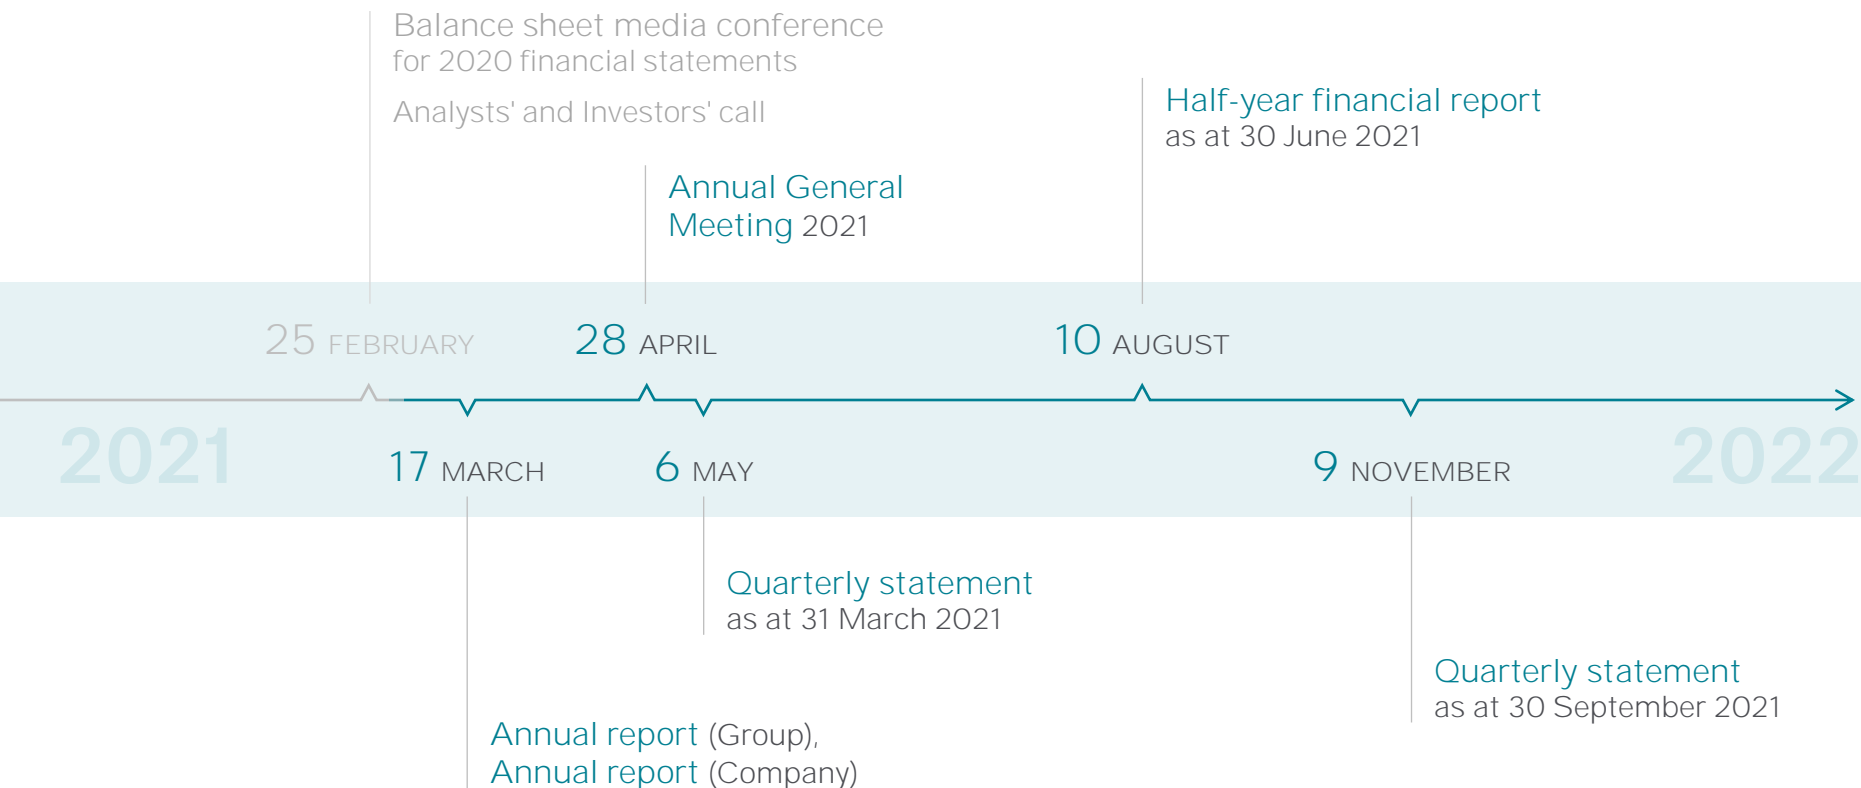 Balance sheet media conference
for 2020 financial statements
Analysts' and Investors' call
Half-year financial report
as at 30 June 2021
Annual General
Meeting 2021
25 FEBRUARY
28 APRIL
10 AUGUST
2021
2022
17 MARCH
6 MAY
9 NOVEMBER
Quarterly statement
as at 31 March 2021
Quarterly statement
as at 30 September 2021
Annual report (Group),
Annual report (Company)